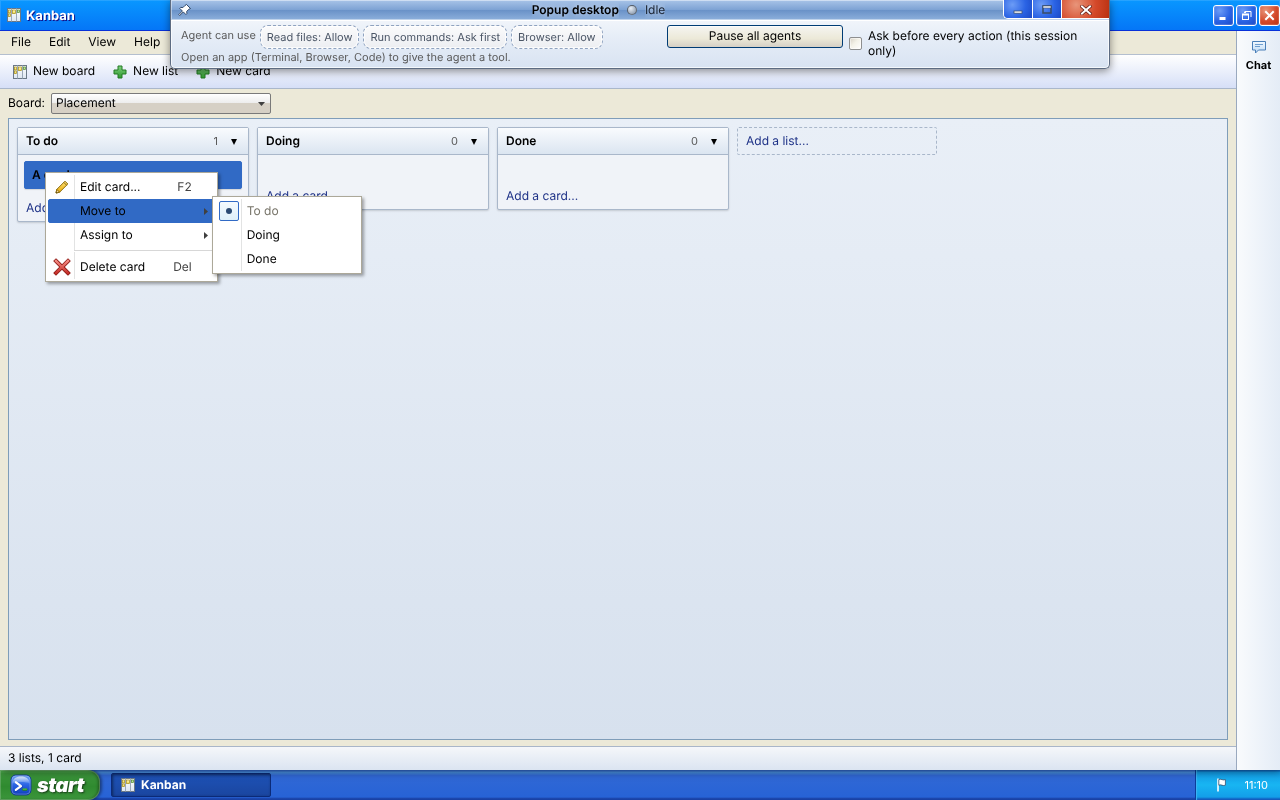 Kanban
Popup desktop
Idle
File
Edit
View
Help
Agent can use
Read files: Allow
Run commands: Ask first
Browser: Allow
Pause all agents
Ask before every action (this session only)
Open an app (Terminal, Browser, Code) to give the agent a tool.
Chat
New board
New list
New card
Board:
Placement
To do
1
Doing
0
Done
0
Add a list...
Add a card...
Edit card...
F2
Move to
Assign to
Delete card
Del
To do
Doing
Done
3 lists, 1 card
start
Kanban
11:10